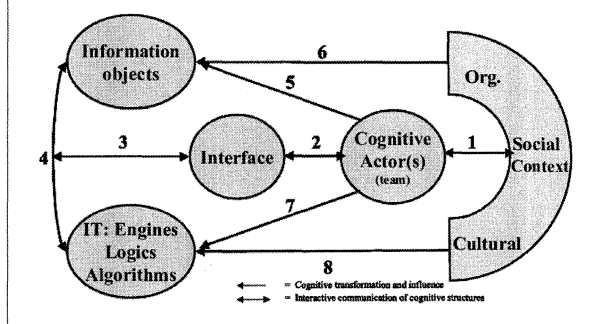 Information
objects
6
Org.
5
4
3
Interface
2
Cognitive
Actor(s)
(team)
1
Social
Context
7
IT: Engines
Logics
Algorithms
8
Cultural
= Cognitive transformation and influence
= Interactive communication of cognitive structures